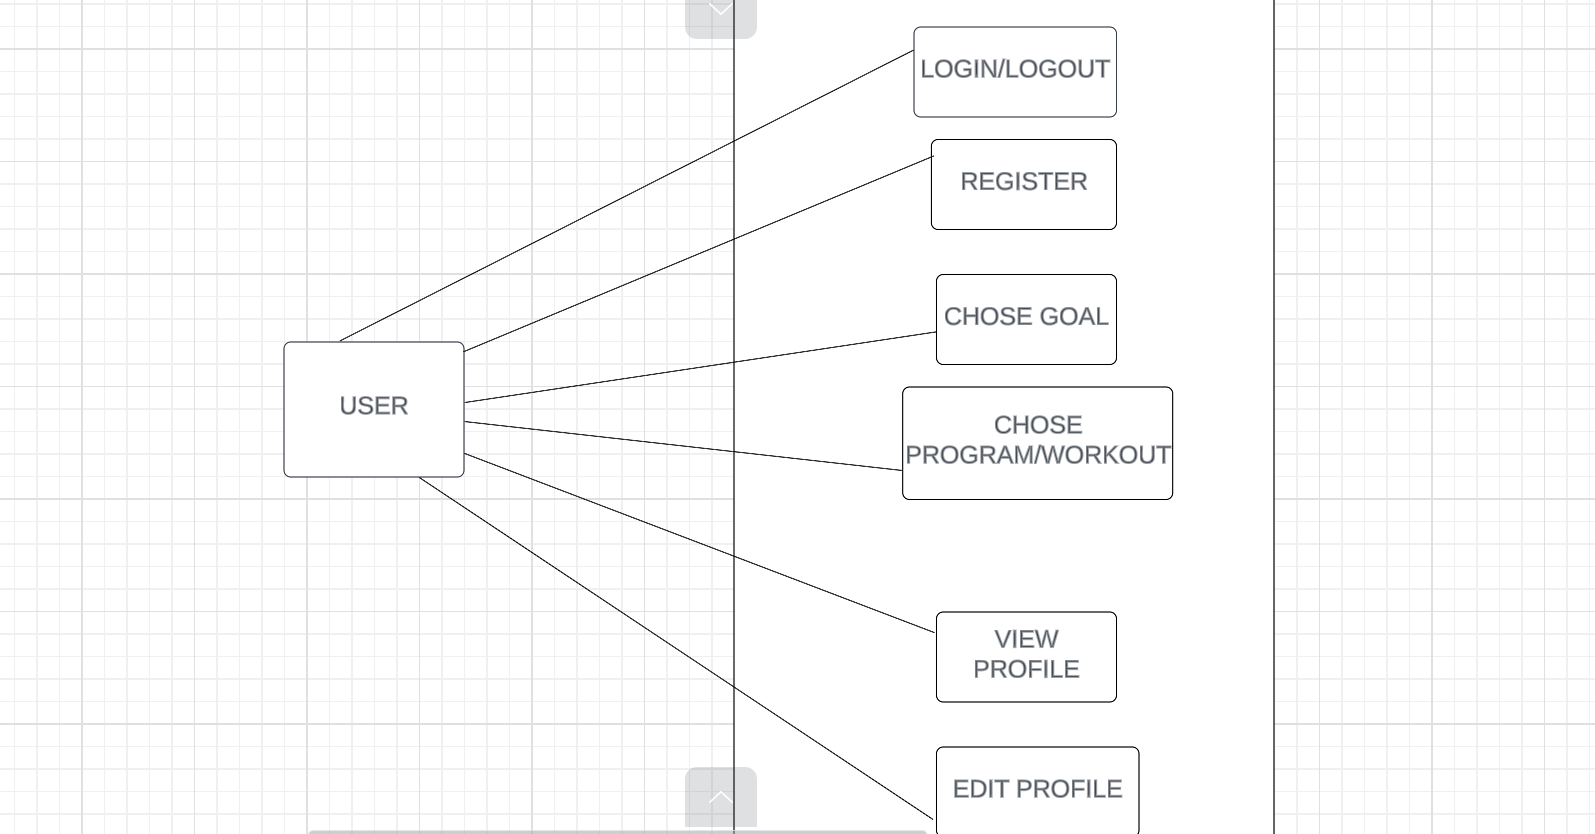 LOGIN/LOGOUT
REGISTER
CHOSE GOAL
USER
CHOSE
PROGRAM/WORKOUT
VIEW
PROFILE
EDIT PROFILE